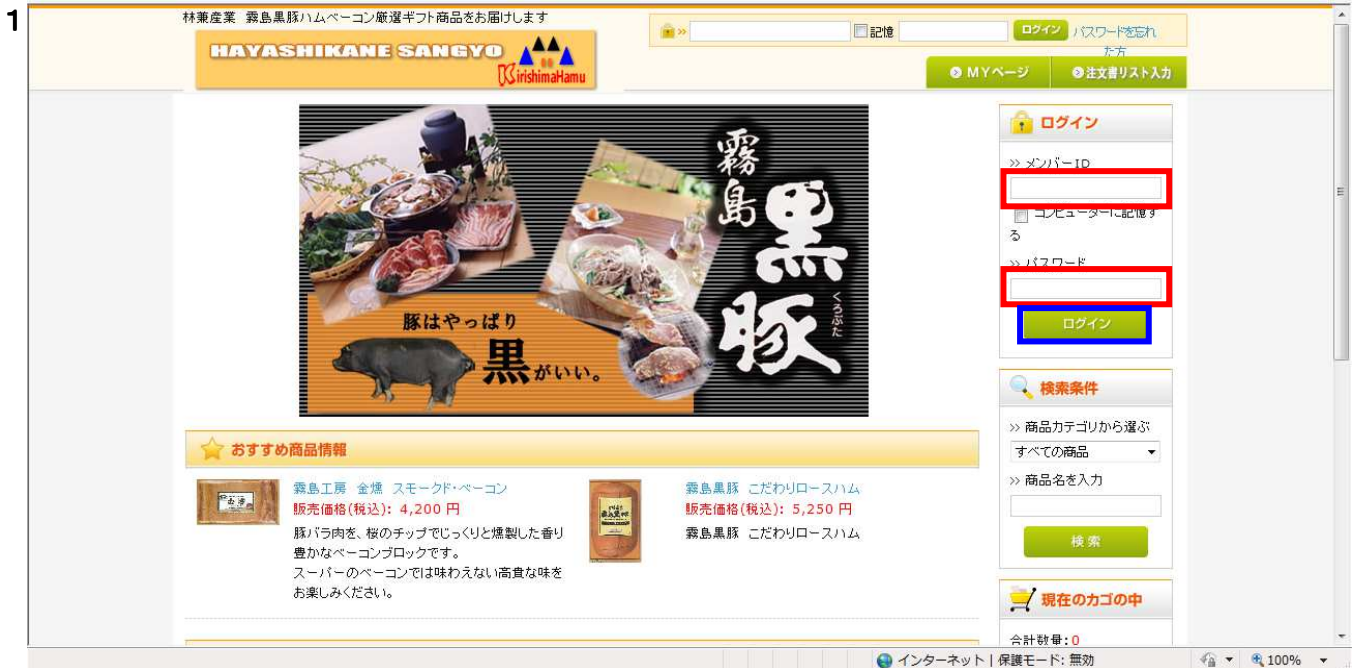 1
林兼産業 霧島黒豚ハムベーコン厳選ギフト商品をお届けします
HAYASHIKANE SANGYO
KirishimaHamu
»
記憶
ログイン
パスワードを忘れ
た方
MYページ
注文書リスト入力
霧島
黒豚
くろぶた
豚はやっぱり
黒がいい。
ログイン
>> メンバーID
コンピューターに記憶す
る
>> パスワード
ログイン
検索条件
>> 商品カテゴリから選ぶ
すべての商品
>> 商品名を入力
検索
現在のカゴの中
合計数量:0
おすすめ商品情報
霧島工房 金燻 スモークド・ベーコン
販売価格(税込): 4,200 円
豚バラ肉を、桜のチップでじっくりと燻製した香り
豊かなベーコンブロックです。
スーパーのベーコンでは味わえない高貴な味を
お楽しみください。
霧島黒豚 こだわりロースハム
販売価格(税込): 5,250 円
霧島黒豚 こだわりロースハム
インターネット | 保護モード: 無効
100%